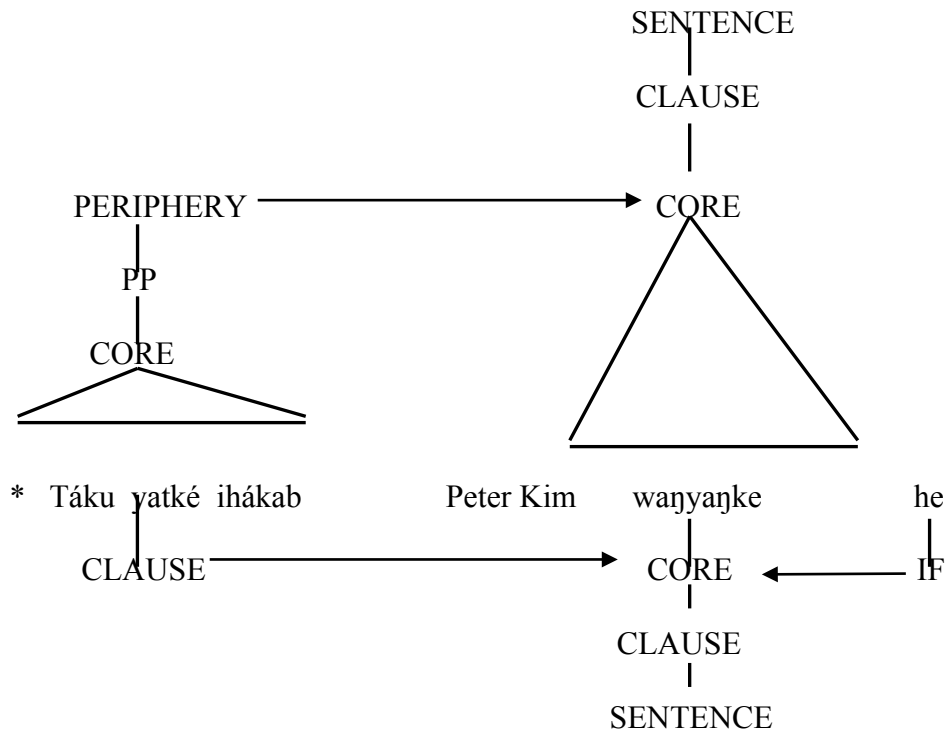 SENTENCE
CLAUSE
PERIPHERY CORE
PP
CORE
* Táku yatké ihákab Peter Kim waŋyaŋke he
CLAUSE CORE IF
CLAUSE
SENTENCE